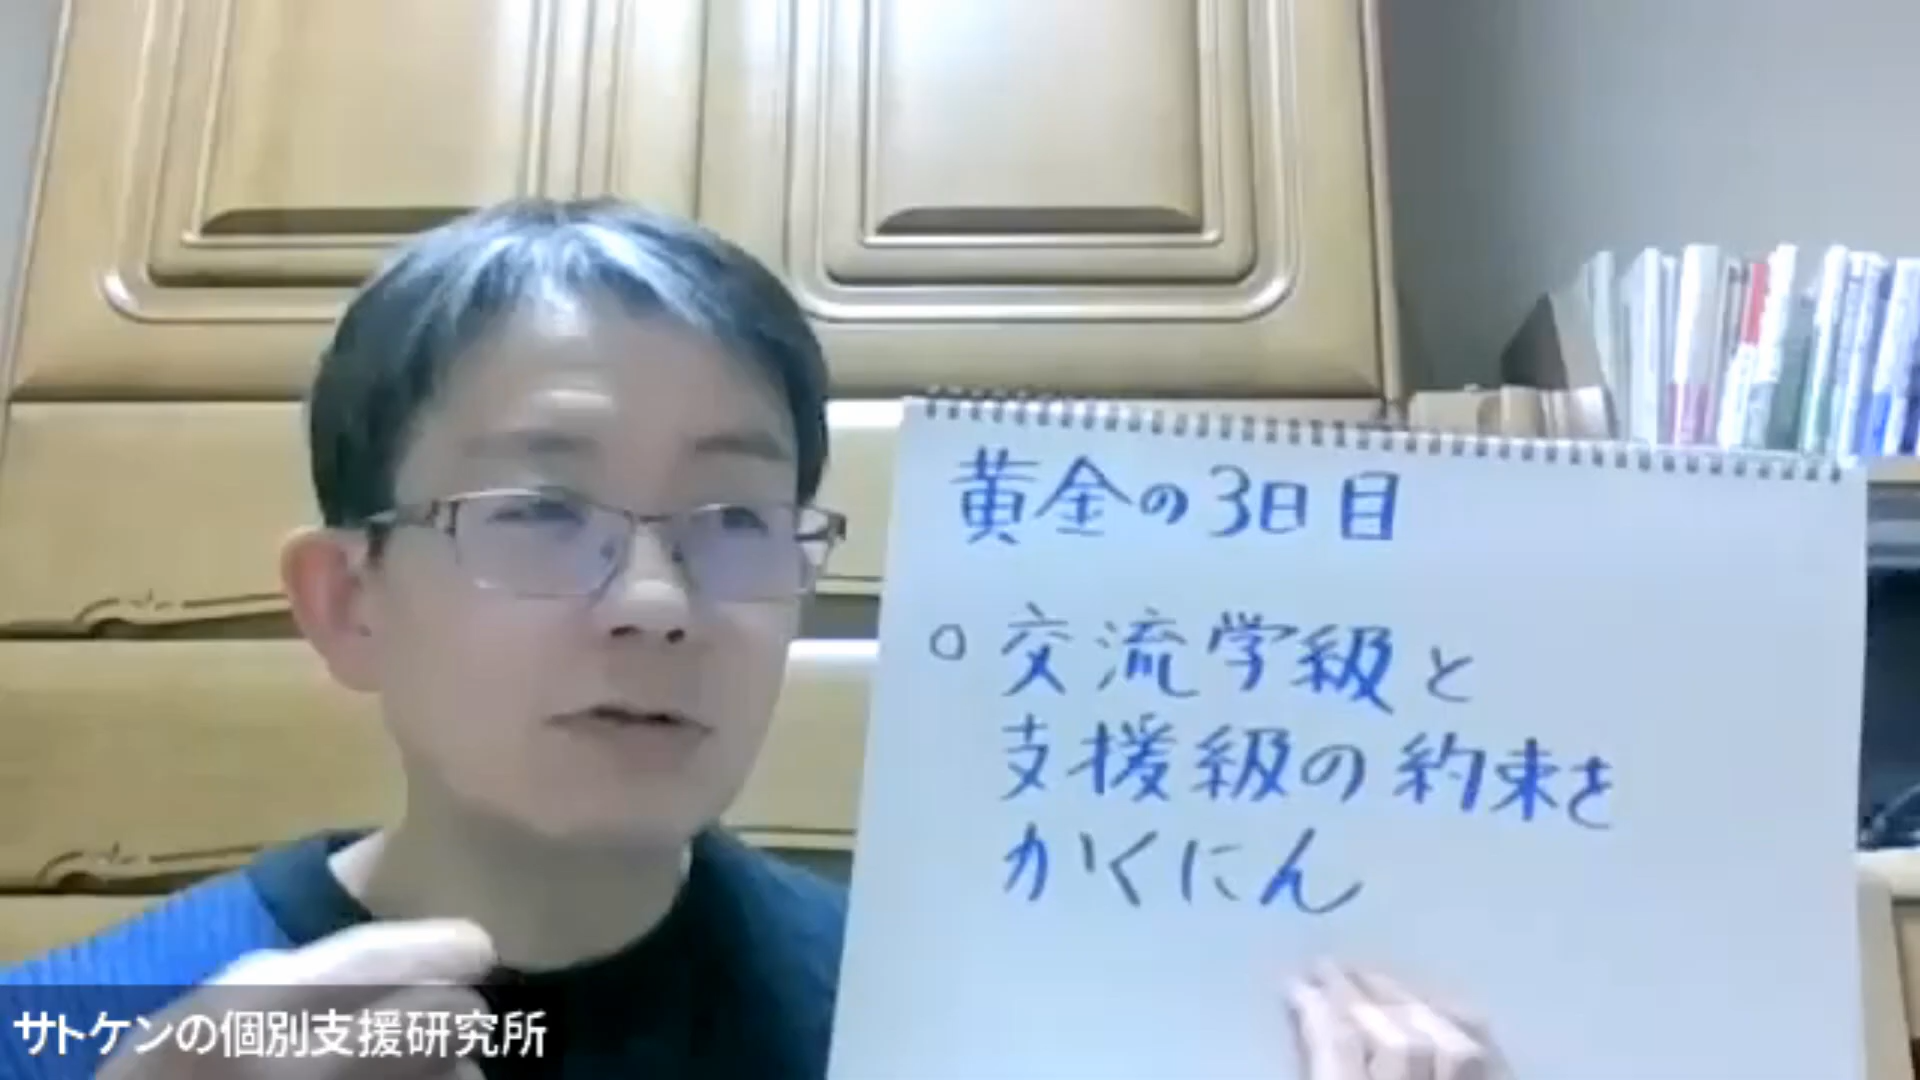 黄金の3日目
○ 交流学級と
支援級の約束を
かくにん
サトケンの個別支援研究所